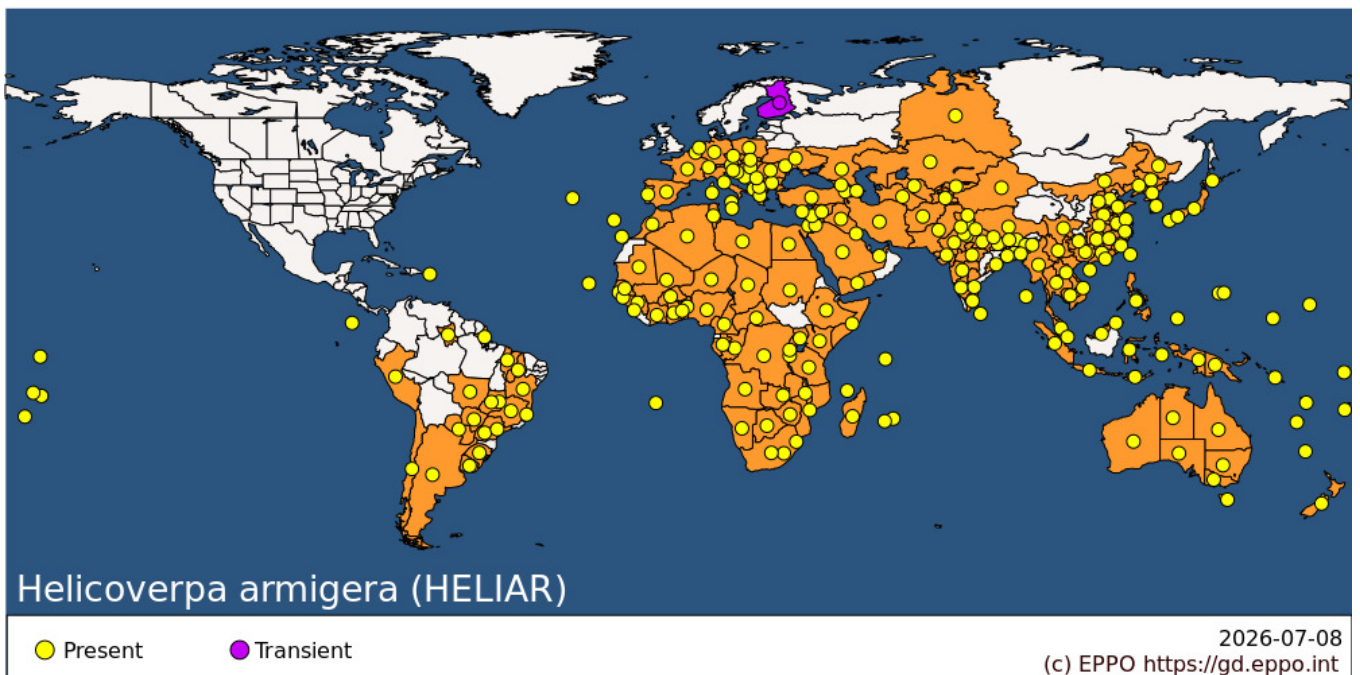 Helicoverpa armigera (HELIAR)
Present
Transient
2026-07-08
(c) EPPO https://gd.eppo.int